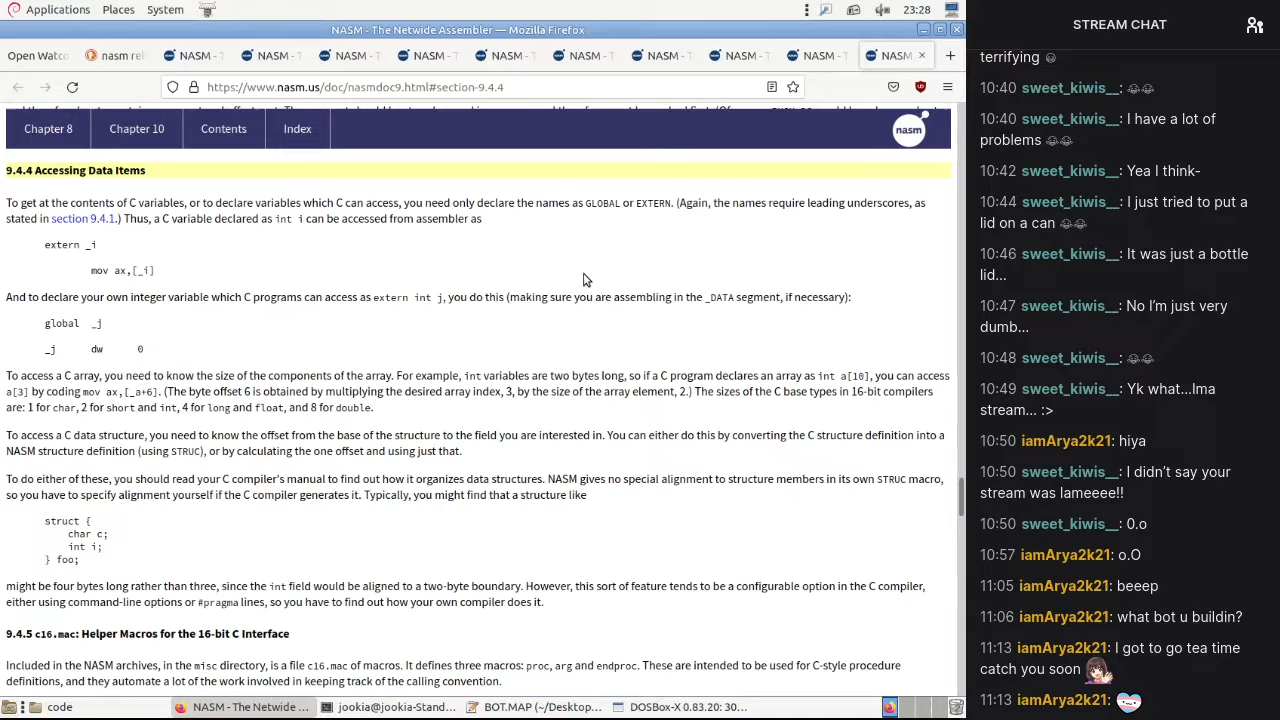 Applications Places System 23:28
NASM - The Netwide Assembler — Mozilla Firefox
Open Watco nasm rel NASM - T NASM - T NASM - T NASM - T NASM - T NASM - T NASM - T NASM - T NASM - T NASM
https://www.nasm.us/doc/nasmdoc9.html#section-9.4.4
Chapter 8 Chapter 10 Contents Index nasm
9.4.4 Accessing Data Items
To get at the contents of C variables, or to declare variables which C can access, you need only declare the names as GLOBAL or EXTERN. (Again, the names require leading underscores, as
stated in section 9.4.1.) Thus, a C variable declared as int i can be accessed from assembler as
extern _i
mov ax,[_i]
And to declare your own integer variable which C programs can access as extern int j, you do this (making sure you are assembling in the _DATA segment, if necessary):
global _j
_j dw 0
To access a C array, you need to know the size of the components of the array. For example, int variables are two bytes long, so if a C program declares an array as int a[10], you can access
a[3] by coding mov ax,[_a+6]. (The byte offset 6 is obtained by multiplying the desired array index, 3, by the size of the array element, 2.) The sizes of the C base types in 16-bit compilers
are: 1 for char, 2 for short and int, 4 for long and float, and 8 for double.
To access a C data structure, you need to know the offset from the base of the structure to the field you are interested in. You can either do this by converting the C structure definition into a
NASM structure definition (using STRUC), or by calculating the one offset and using just that.
To do either of these, you should read your C compiler's manual to find out how it organizes data structures. NASM gives no special alignment to structure members in its own STRUC macro,
so you have to specify alignment yourself if the C compiler generates it. Typically, you might find that a structure like
struct {
char c;
int i;
} foo;
might be four bytes long rather than three, since the int field would be aligned to a two-byte boundary. However, this sort of feature tends to be a configurable option in the C compiler,
either using command-line options or #pragma lines, so you have to find out how your own compiler does it.
9.4.5 c16.mac: Helper Macros for the 16-bit C Interface
Included in the NASM archives, in the misc directory, is a file c16.mac of macros. It defines three macros: proc, arg and endproc. These are intended to be used for C-style procedure
definitions, and they automate a lot of the work involved in keeping track of the calling convention.
code NASM - The Netwide ... jookia@jookia-Stand... BOT.MAP (~/Desktop... DOSBox-X 0.83.20: 30...
STREAM CHAT
terrifying 😂
10:40 sweet_kiwis__: 😂😂
10:40 sweet_kiwis__: I have a lot of
problems 😂😂
10:42 sweet_kiwis__: Yea I think-
10:44 sweet_kiwis__: I just tried to put a
lid on a can 😂😂
10:46 sweet_kiwis__: It was just a bottle
lid...
10:47 sweet_kiwis__: No I'm just very
dumb...
10:48 sweet_kiwis__: 😂😂
10:49 sweet_kiwis__: Yk what...Ima
stream... :>
10:50 iamArya2k21: hiya
10:50 sweet_kiwis__: I didn't say your
stream was lameeee!!
10:50 sweet_kiwis__: 0.o
10:57 iamArya2k21: o.O
11:05 iamArya2k21: beeep
11:06 iamArya2k21: what bot u buildin?
11:13 iamArya2k21: I got to go tea time
catch you soon
11:13 iamArya2k21: